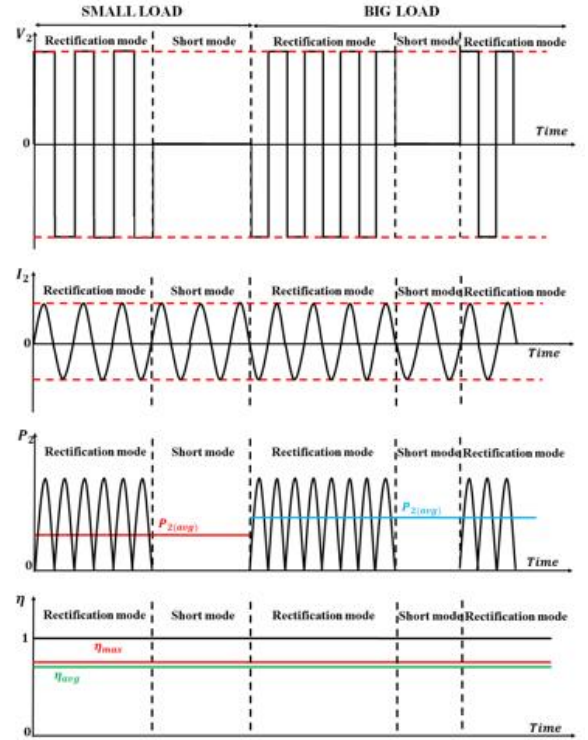 SMALL LOAD BIG LOAD
V₂ Rectification mode Short mode Rectification mode Short mode Rectification mode
0
Time
I₂
Rectification mode Short mode Rectification mode Short mode Rectification mode
0
Time
P₂
Rectification mode Short mode Rectification mode Short mode Rectification mode
P₂(avg)
P₂(avg)
0
Time
η
Rectification mode Short mode Rectification mode Short mode Rectification mode
1
ηmax
ηavg
0
Time